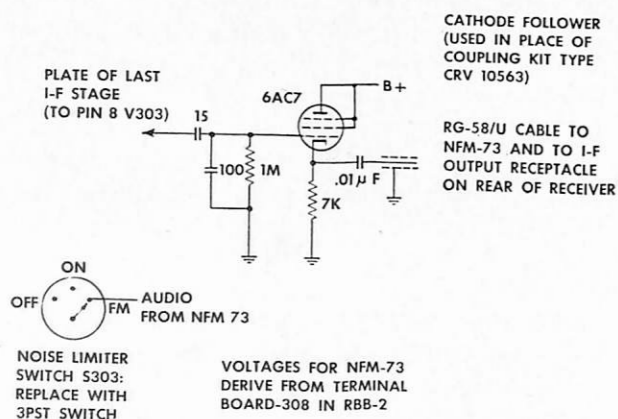 CATHODE FOLLOWER
(USED IN PLACE OF
COUPLING KIT TYPE
CRV 10563)
PLATE OF LAST
I-F STAGE
(TO PIN 8 V303)
15
6AC7
B+
100
1M
.01µF
7K
RG-58/U CABLE TO
NFM-73 AND TO I-F
OUTPUT RECEPTACLE
ON REAR OF RECEIVER
ON
OFF
FM
AUDIO
FROM NFM 73
NOISE LIMITER
SWITCH S303:
REPLACE WITH
3PST SWITCH
VOLTAGES FOR NFM-73
DERIVE FROM TERMINAL
BOARD-308 IN RBB-2